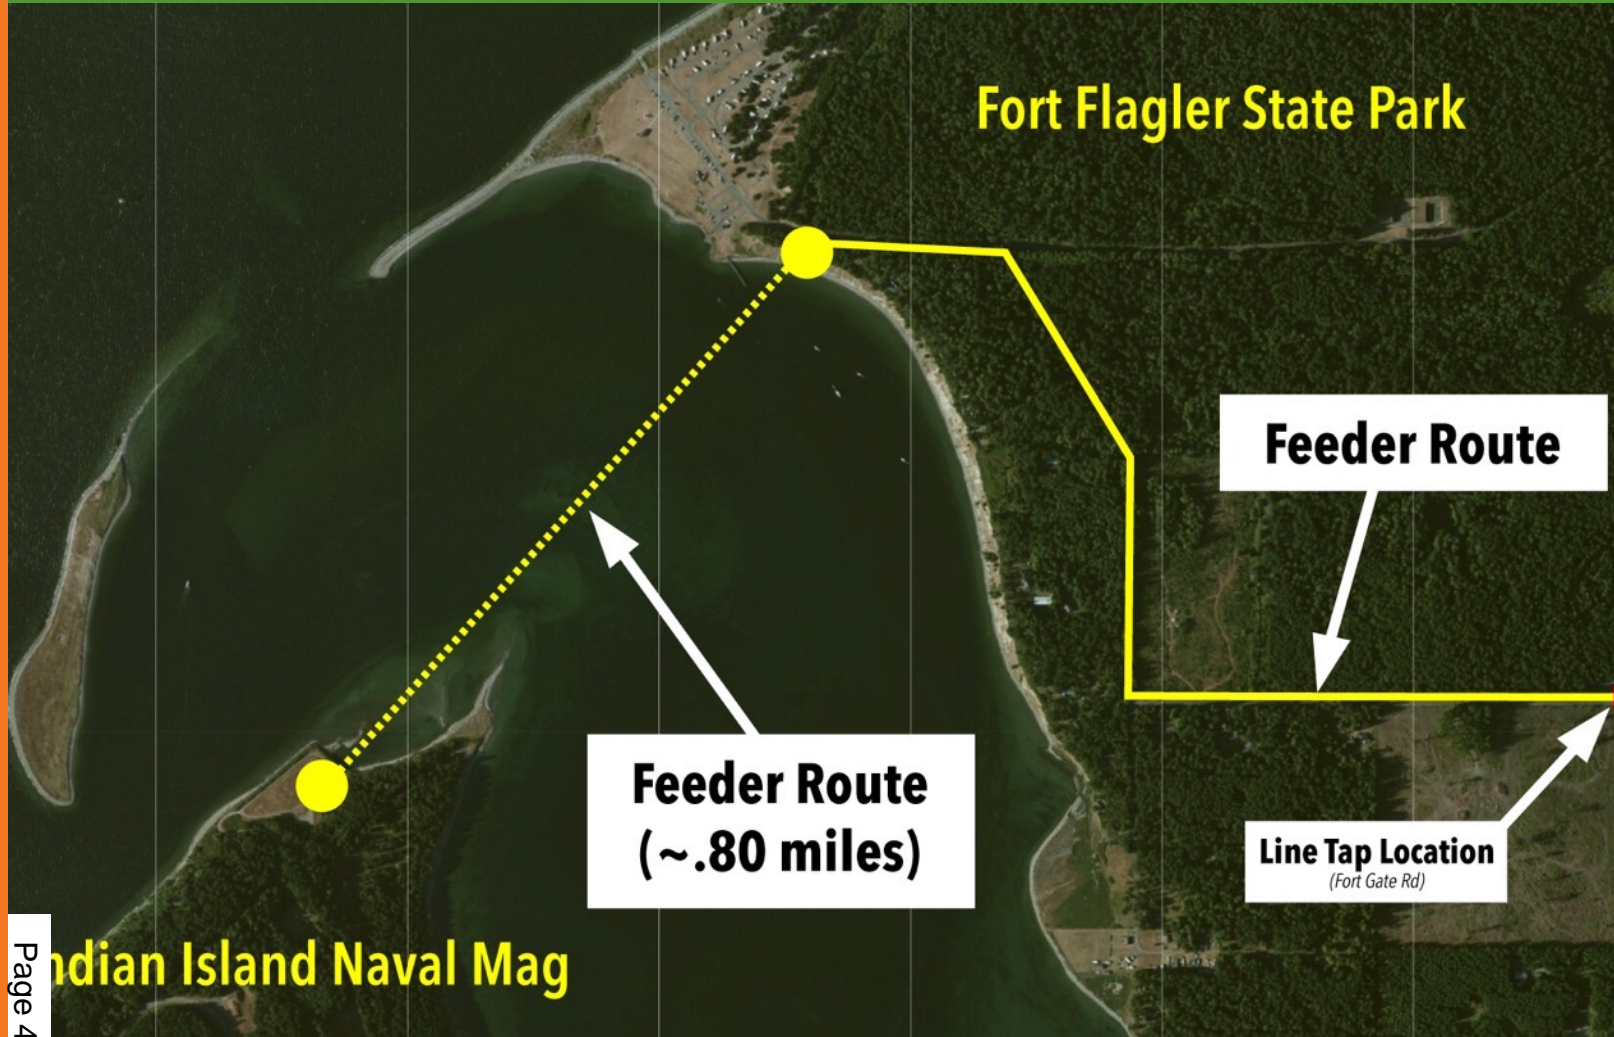 Fort Flagler State Park
Feeder Route
Feeder Route
(~.80 miles)
Line Tap Location
(Fort Gate Rd)
ndian Island Naval Mag
Page 4